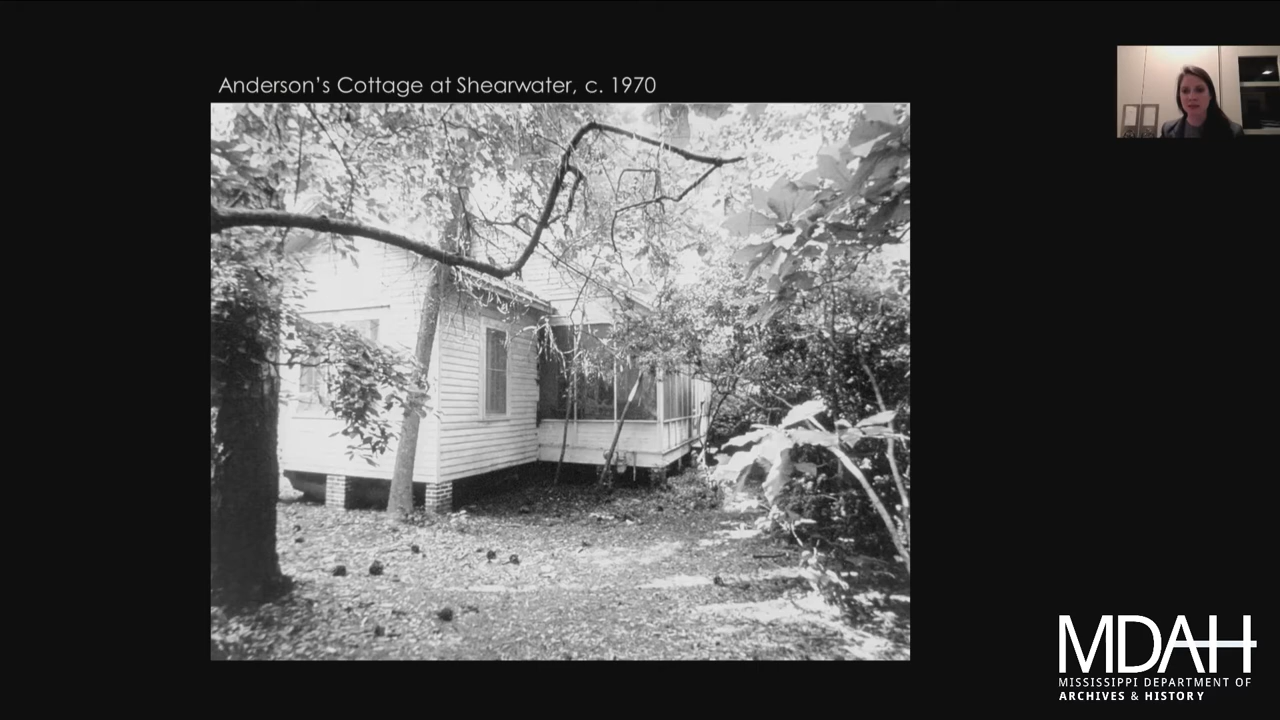 Anderson's Cottage at Shearwater, c. 1970
MDAH
MISSISSIPPI DEPARTMENT OF
ARCHIVES & HISTORY